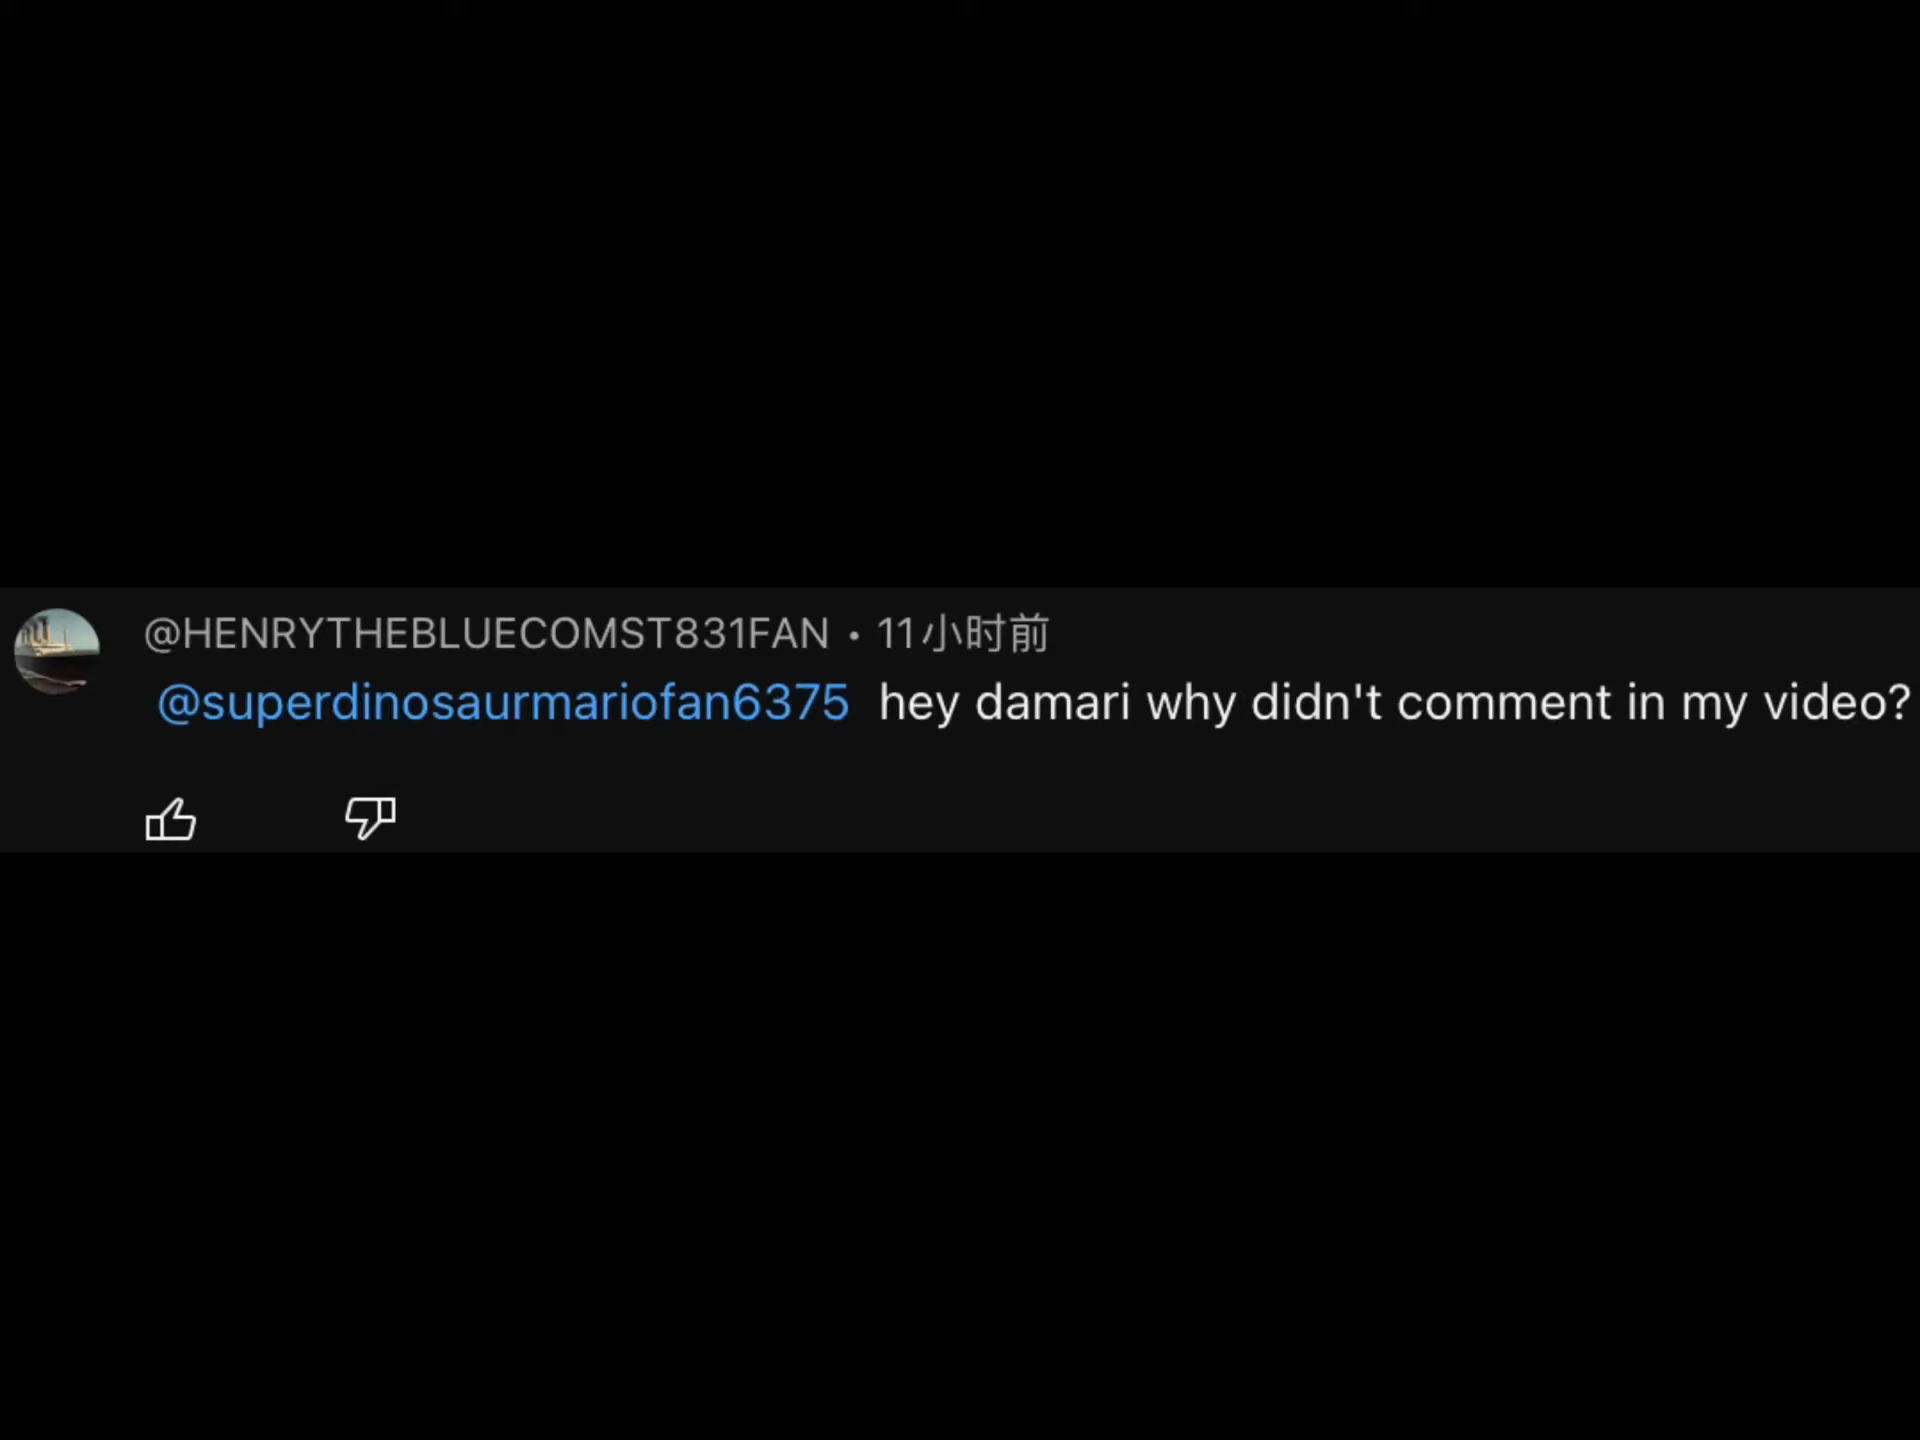 @HENRYTHEBLUECOMST831FAN • 11小时前
@superdinosaurmariofan6375 hey damari why didn't comment in my video?